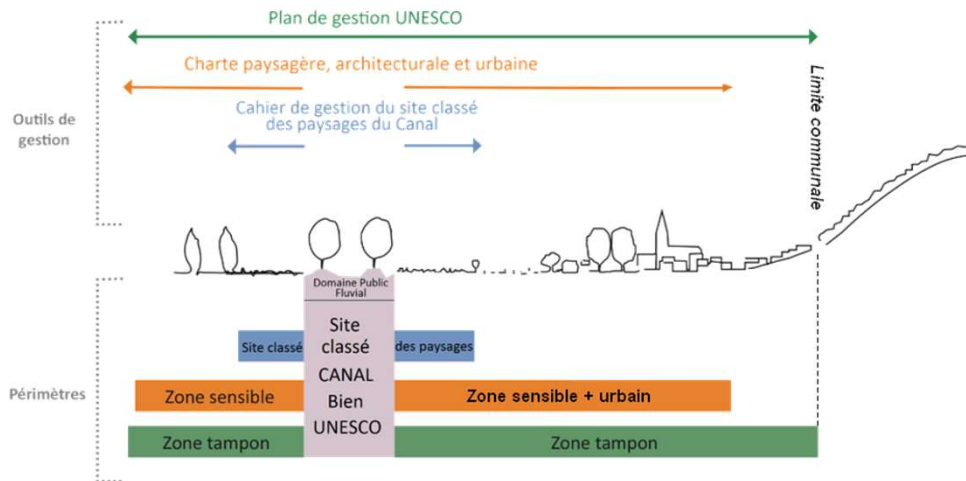 Plan de gestion UNESCO
Charte paysagère, architecturale et urbaine
Cahier de gestion du site classé
des paysages du Canal
Outils de
gestion
Limite communale
Domaine Public
Fluvial
Site
classé
CANAL
Bien
UNESCO
Site classé
des paysages
Périmètres
Zone sensible
Zone sensible + urbain
Zone tampon
Zone tampon